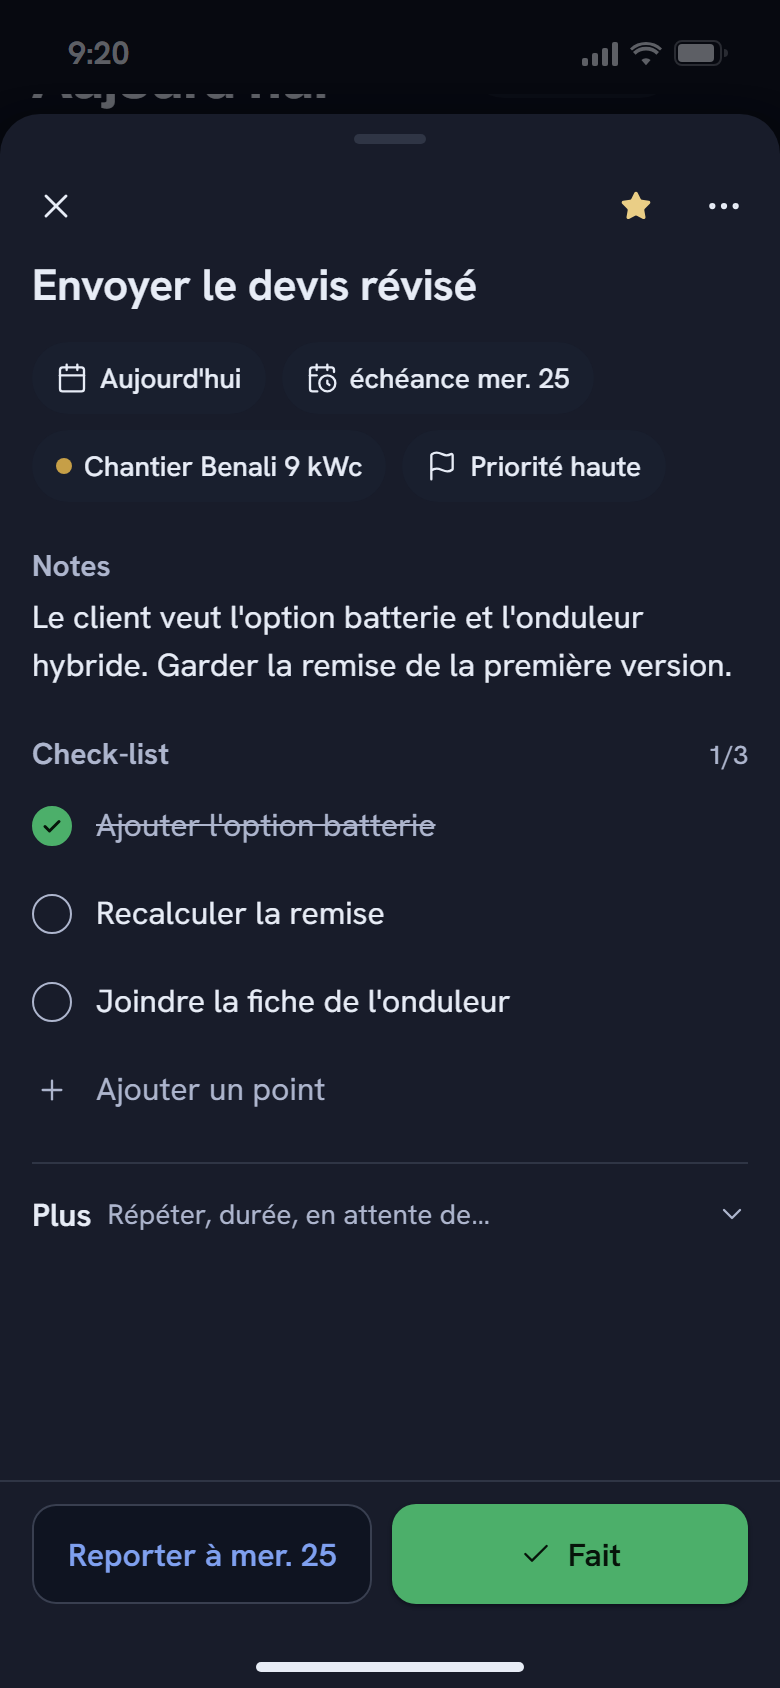 9:20
Envoyer le devis révisé
Aujourd'hui
échéance mer. 25
Chantier Benali 9 kWc
Priorité haute
Notes
Le client veut l'option batterie et l'onduleur
hybride. Garder la remise de la première version.
Check-list
1/3
Ajouter l'option batterie
Recalculer la remise
Joindre la fiche de l'onduleur
Ajouter un point
Plus Répéter, durée, en attente de...
Reporter à mer. 25
Fait